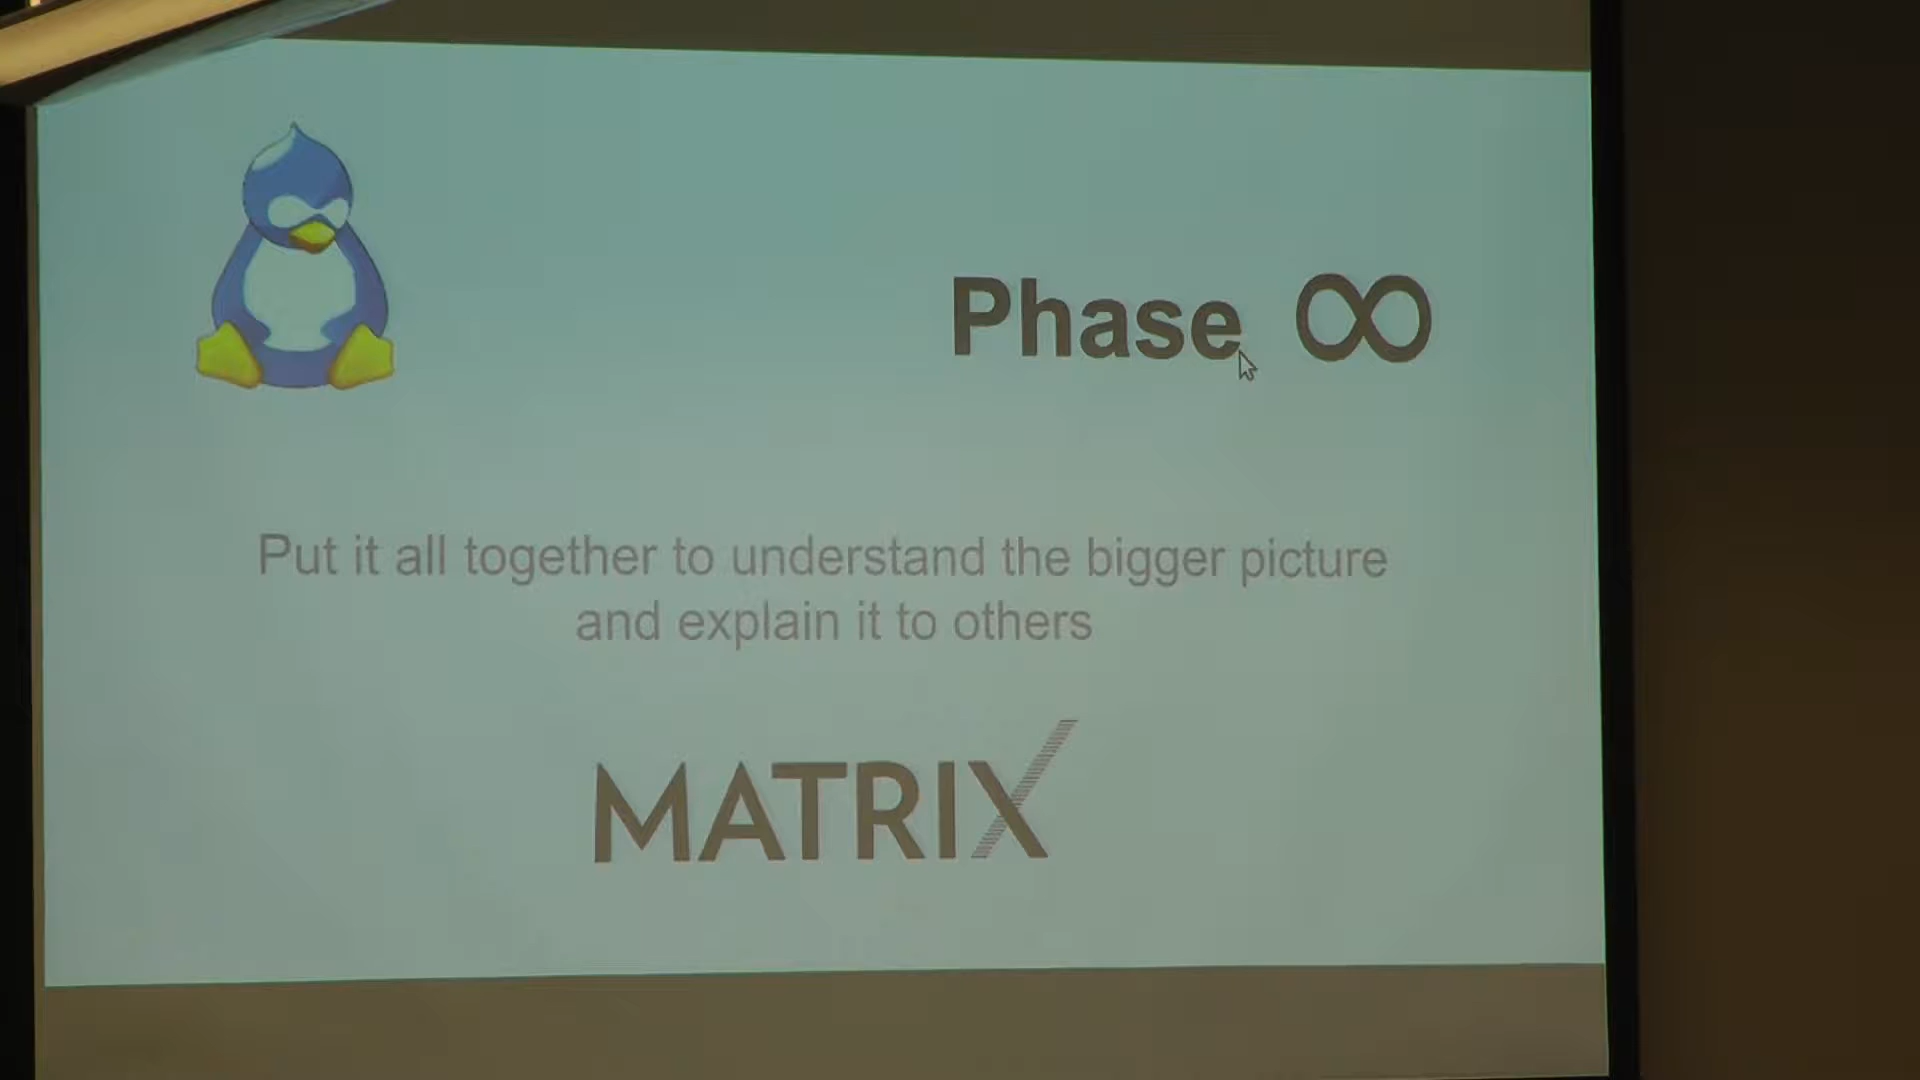 Phase ∞
Put it all together to understand the bigger picture
and explain it to others
MATRIX